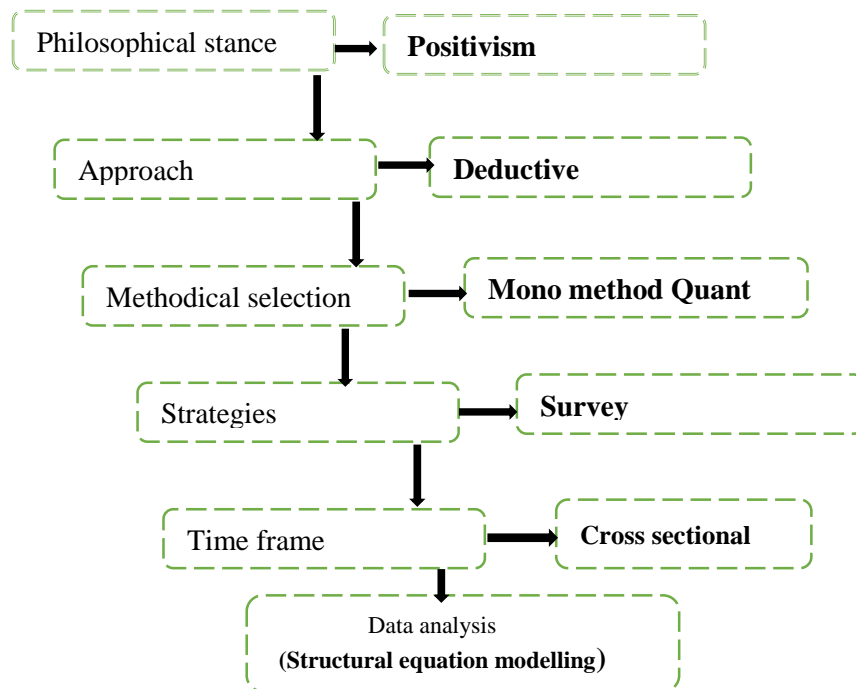 Philosophical stance
Positivism
Approach
Deductive
Methodical selection
Mono method Quant
Strategies
Survey
Time frame
Cross sectional
Data analysis
(Structural equation modelling)